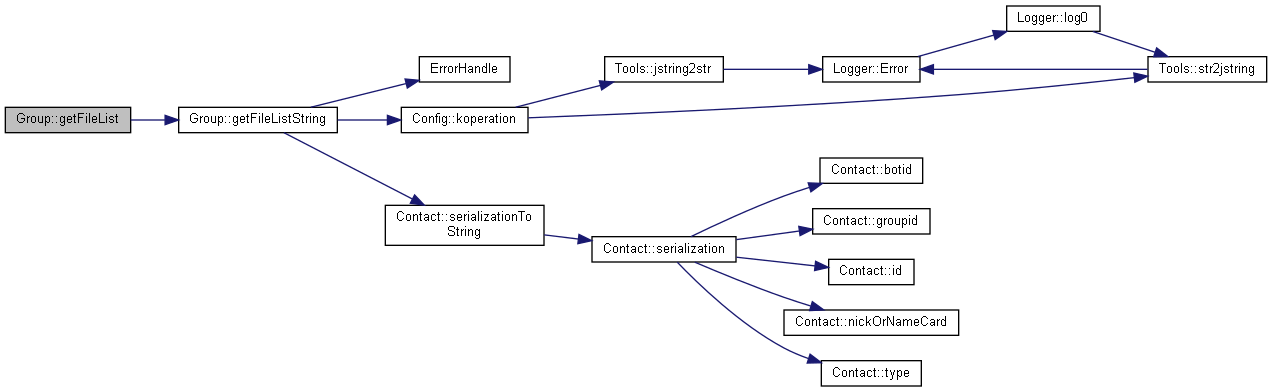 Logger::log0
ErrorHandle
Tools::jstring2str
Logger::Error
Tools::str2jstring
Group::getFileList
Group::getFileListString
Config::koperation
Contact::botid
Contact::serializationTo
String
Contact::groupid
Contact::serialization
Contact::id
Contact::nickOrNameCard
Contact::type